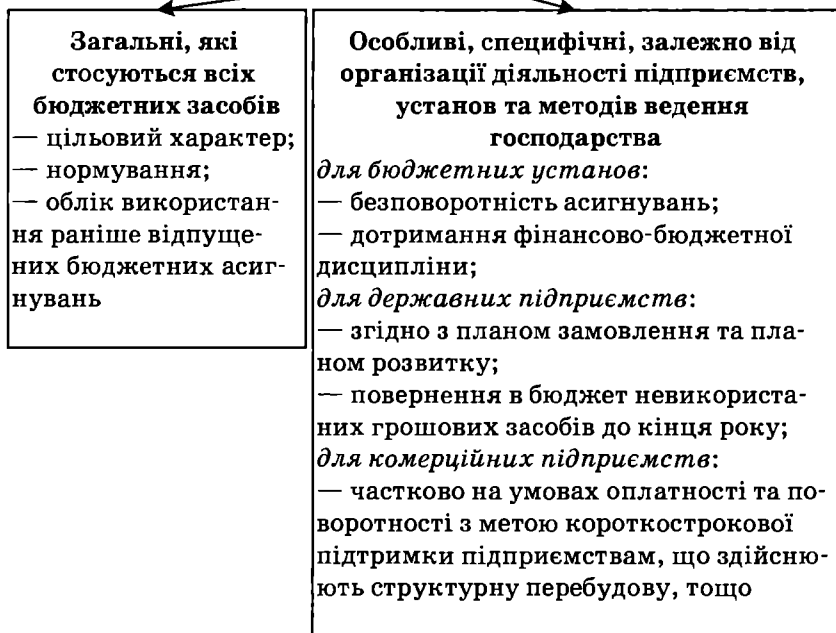 Загальні, які
стосуються всіх
бюджетних засобів
— цільовий характер;
— нормування;
— облік використан-
ня раніше відпуще-
них бюджетних асиг-
нувань
Особливі, специфічні, залежно від
організації діяльності підприємств,
установ та методів ведення
господарства
для бюджетних установ:
— безповоротність асигнувань;
— дотримання фінансово-бюджетної
дисципліни;
для державних підприємств:
— згідно з планом замовлення та пла-
ном розвитку;
— повернення в бюджет невикориста-
них грошових засобів до кінця року;
для комерційних підприємств:
— частково на умовах оплатності та по-
воротності з метою короткострокової
підтримки підприємствам, що здійсню-
ють структурну перебудову, тощо